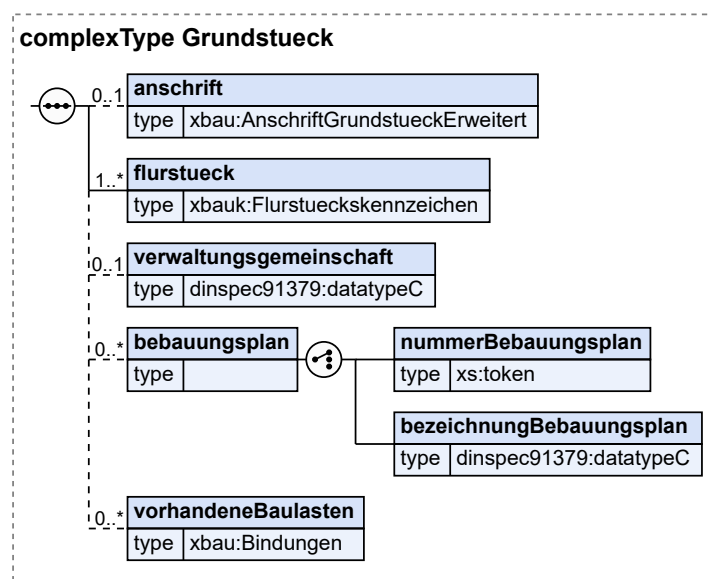 complexType Grundstueck
0..1
anschrift
type xbau:AnschriftGrundstueckErweitert
1..*
flurstueck
type xbauk:Flurstueckskennzeichen
0..1
verwaltungsgemeinschaft
type dinspec91379:datatypeC
0..*
bebauungsplan
type
nummerBebauungsplan
type xs:token
bezeichnungBebauungsplan
type dinspec91379:datatypeC
0..*
vorhandeneBaulasten
type xbau:Bindungen